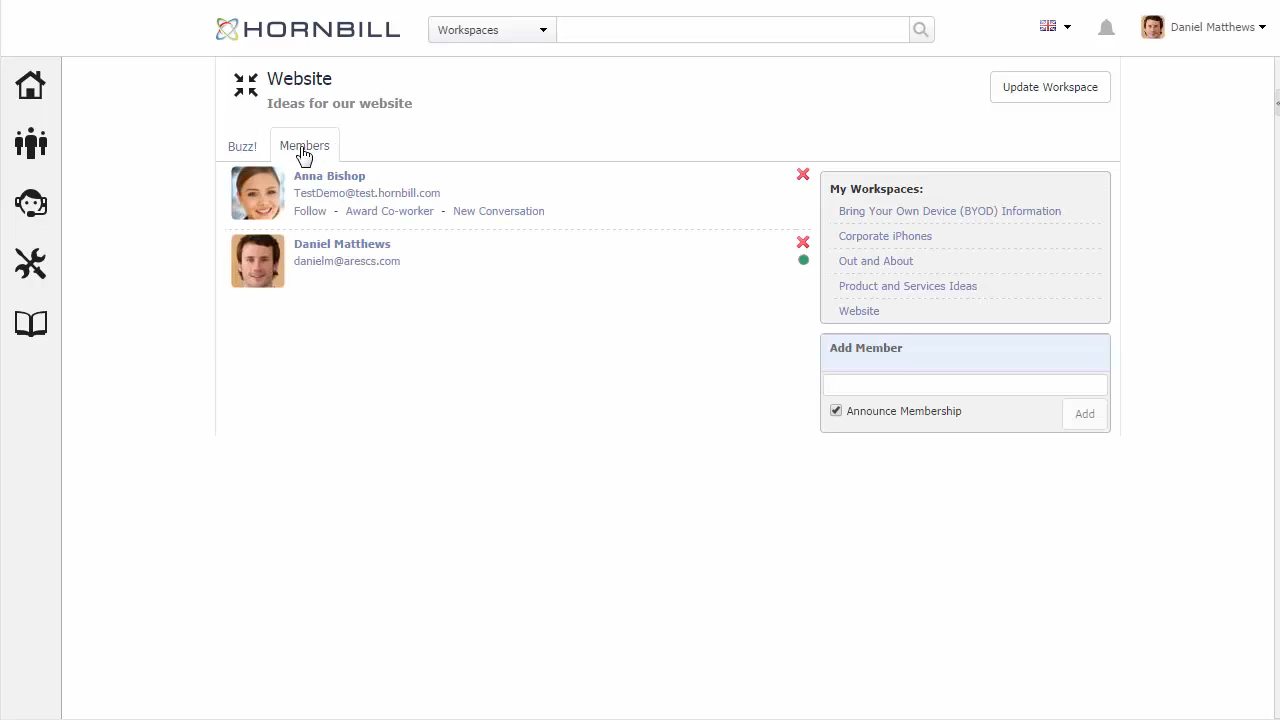 HORNBILL
Workspaces
Daniel Matthews
Website
Ideas for our website
Update Workspace
Buzz!
Members
Anna Bishop
TestDemo@test.hornbill.com
Follow - Award Co-worker - New Conversation
Daniel Matthews
danielm@arescs.com
My Workspaces:
Bring Your Own Device (BYOD) Information
Corporate iPhones
Out and About
Product and Services Ideas
Website
Add Member
Announce Membership
Add